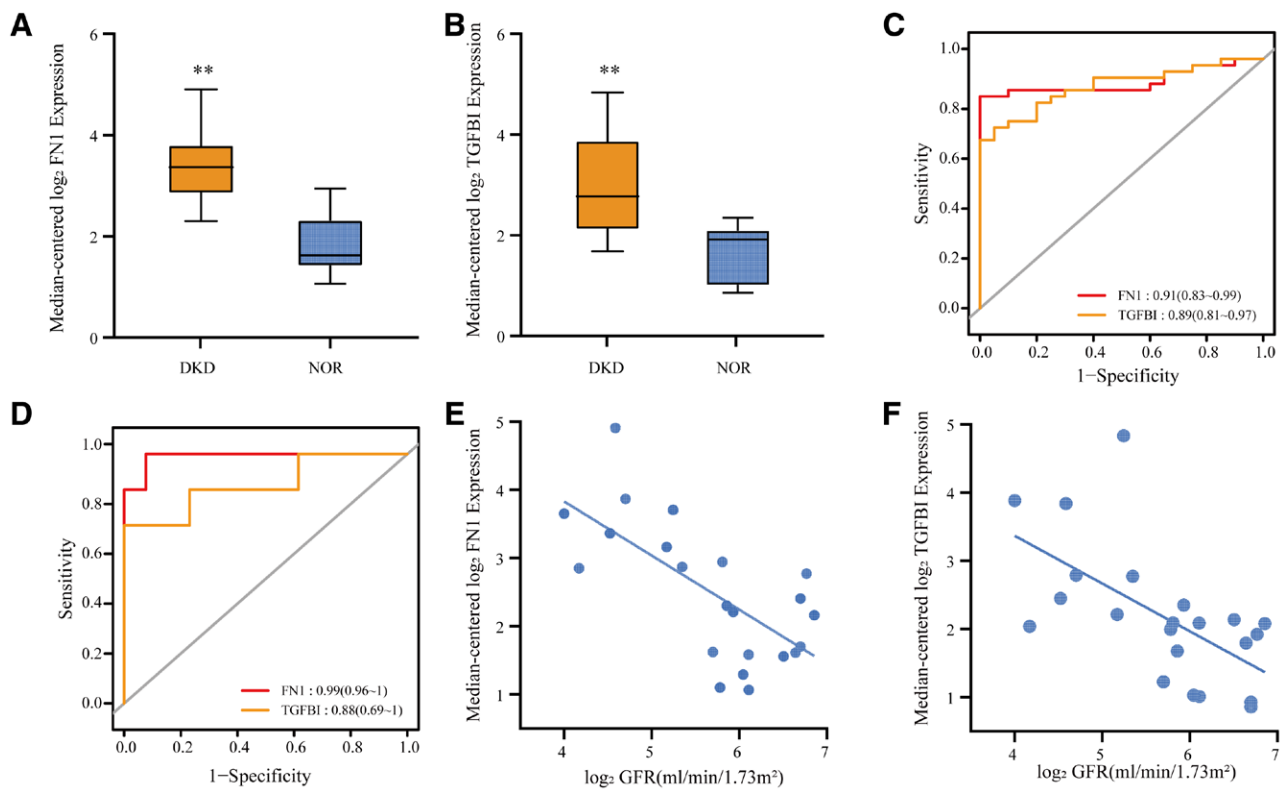 A
Median-centered log₂ FN1 Expression
6
4
2
0
**
DKD
NOR
B
Median-centered log₂ TGFBI Expression
6
4
2
0
**
DKD
NOR
C
Sensitivity
1.0
0.8
0.6
0.4
0.2
0.0
FN1 : 0.91(0.83~0.99)
TGFBI : 0.89(0.81~0.97)
0.0 0.2 0.4 0.6 0.8 1.0
1−Specificity
D
Sensitivity
1.0
0.8
0.6
0.4
0.2
0.0
FN1 : 0.99(0.96~1)
TGFBI : 0.88(0.69~1)
0.0 0.2 0.4 0.6 0.8 1.0
1−Specificity
E
Median-centered log₂ FN1 Expression
5
4
3
2
1
4 5 6 7
log₂ GFR(ml/min/1.73m²)
F
Median-centered log₂ TGFBI Expression
5
4
3
2
1
4 5 6 7
log₂ GFR(ml/min/1.73m²)